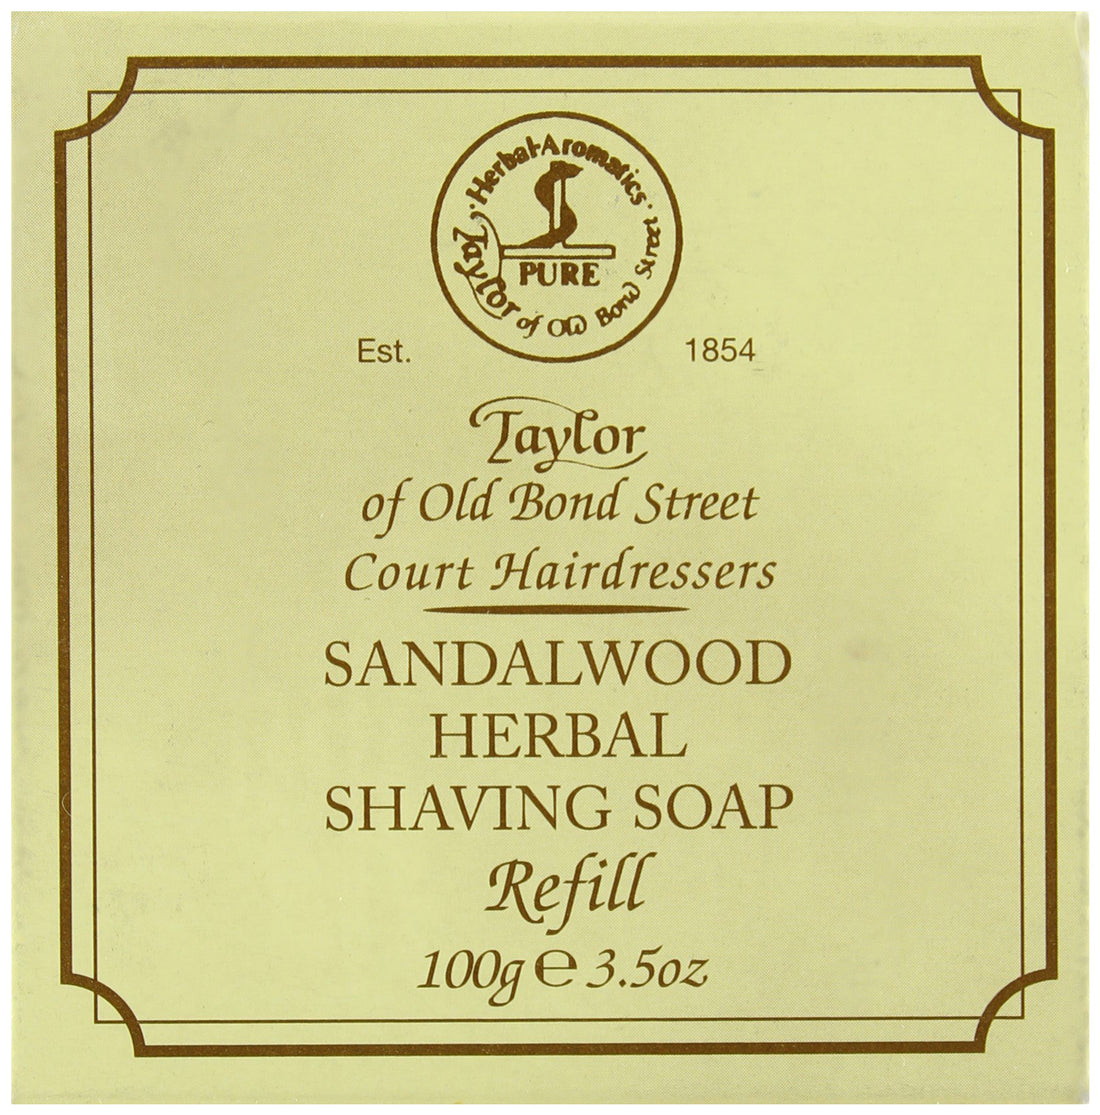 Herbal-Aromatics
PURE
Taylor of Old Bond Street
Est. 1854
Taylor
of Old Bond Street
Court Hairdressers
SANDALWOOD
HERBAL
SHAVING SOAP
Refill
100g ℮ 3.5oz